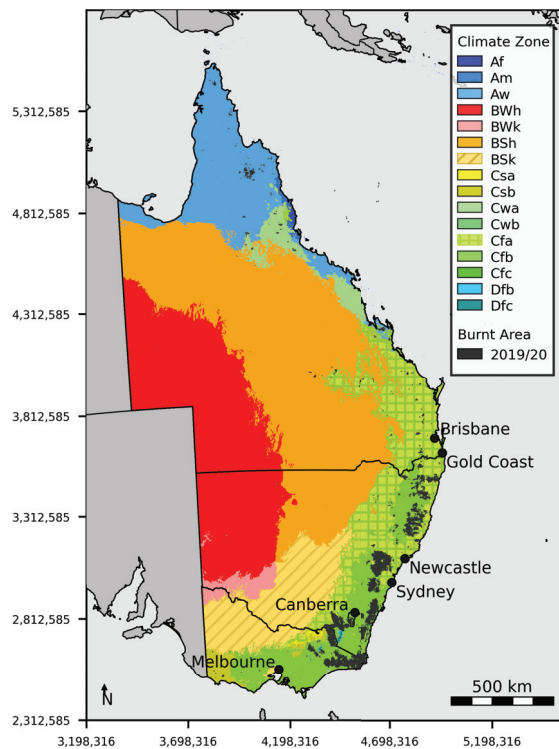 Climate Zone
Af
Am
Aw
BWh
BWk
BSh
BSk
Csa
Csb
Cwa
Cwb
Cfa
Cfb
Cfc
Dfb
Dfc
Burnt Area
2019/20
5,312,585
4,812,585
4,312,585
3,812,585
3,312,585
2,812,585
2,312,585
Brisbane
Gold Coast
Newcastle
Sydney
Canberra
Melbourne
N
500 km
3,198,316
3,698,316
4,198,316
4,698,316
5,198,316